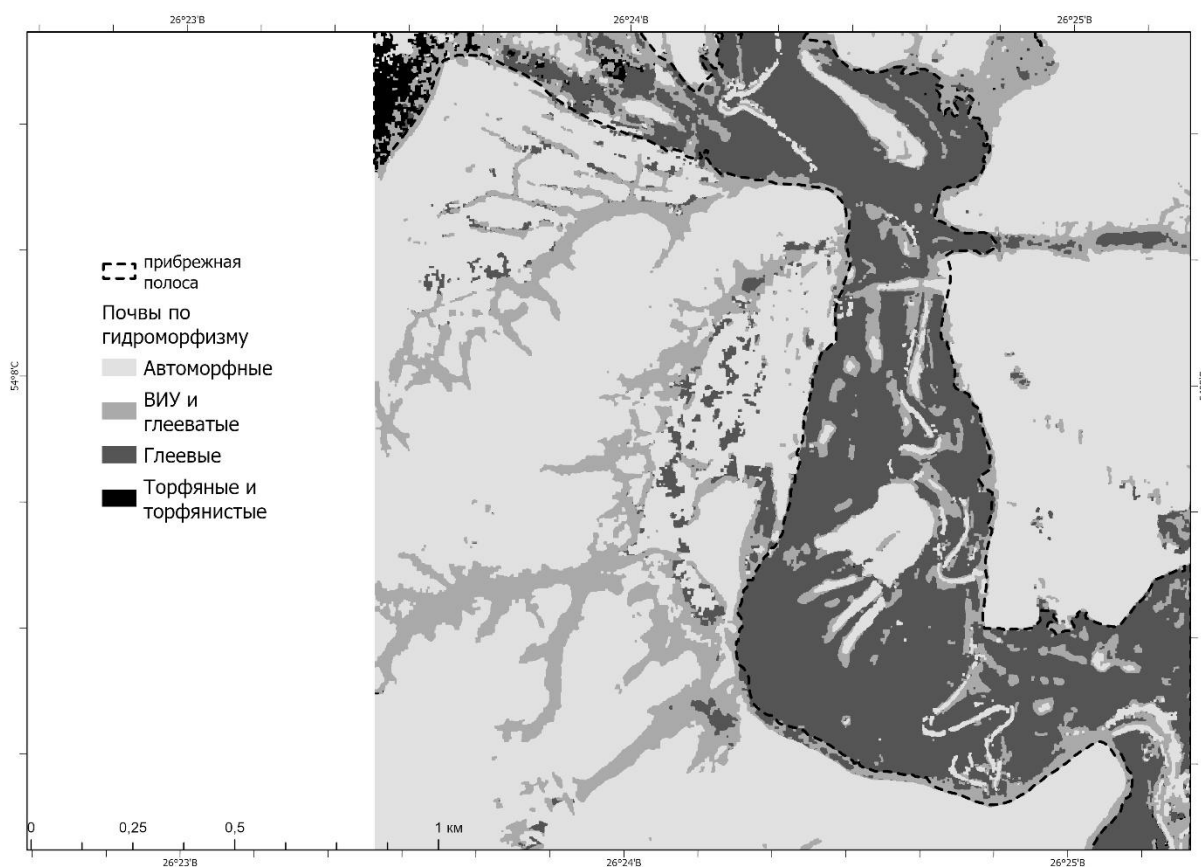 26°23'В
26°24'В
26°25'В
54°8'С
прибрежная
полоса
Почвы по
гидроморфизму
Автоморфные
ВИУ и
глееватые
Глеевые
Торфяные и
торфянистые
0
0,25
0,5
1 км
26°23'В
26°24'В
26°25'В